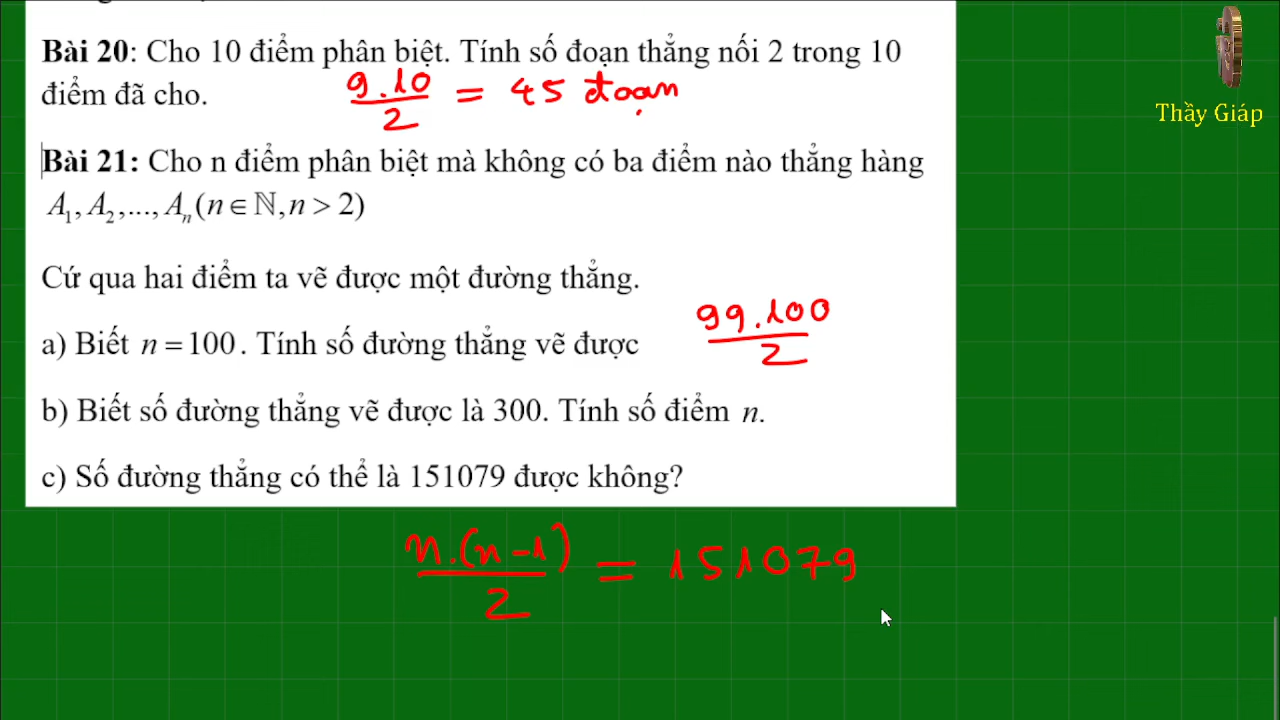 Bài 20: Cho 10 điểm phân biệt. Tính số đoạn thẳng nối 2 trong 10
điểm đã cho.
9.10/2 = 45 đoạn
Bài 21: Cho n điểm phân biệt mà không có ba điểm nào thẳng hàng
A₁, A₂,..., Aₙ(n ∈ ℕ, n > 2)
Cứ qua hai điểm ta vẽ được một đường thẳng.
a) Biết n = 100. Tính số đường thẳng vẽ được
99.100/2
b) Biết số đường thẳng vẽ được là 300. Tính số điểm n.
c) Số đường thẳng có thể là 151079 được không?
n.(n-1)/2 = 151079
Thầy Giáp